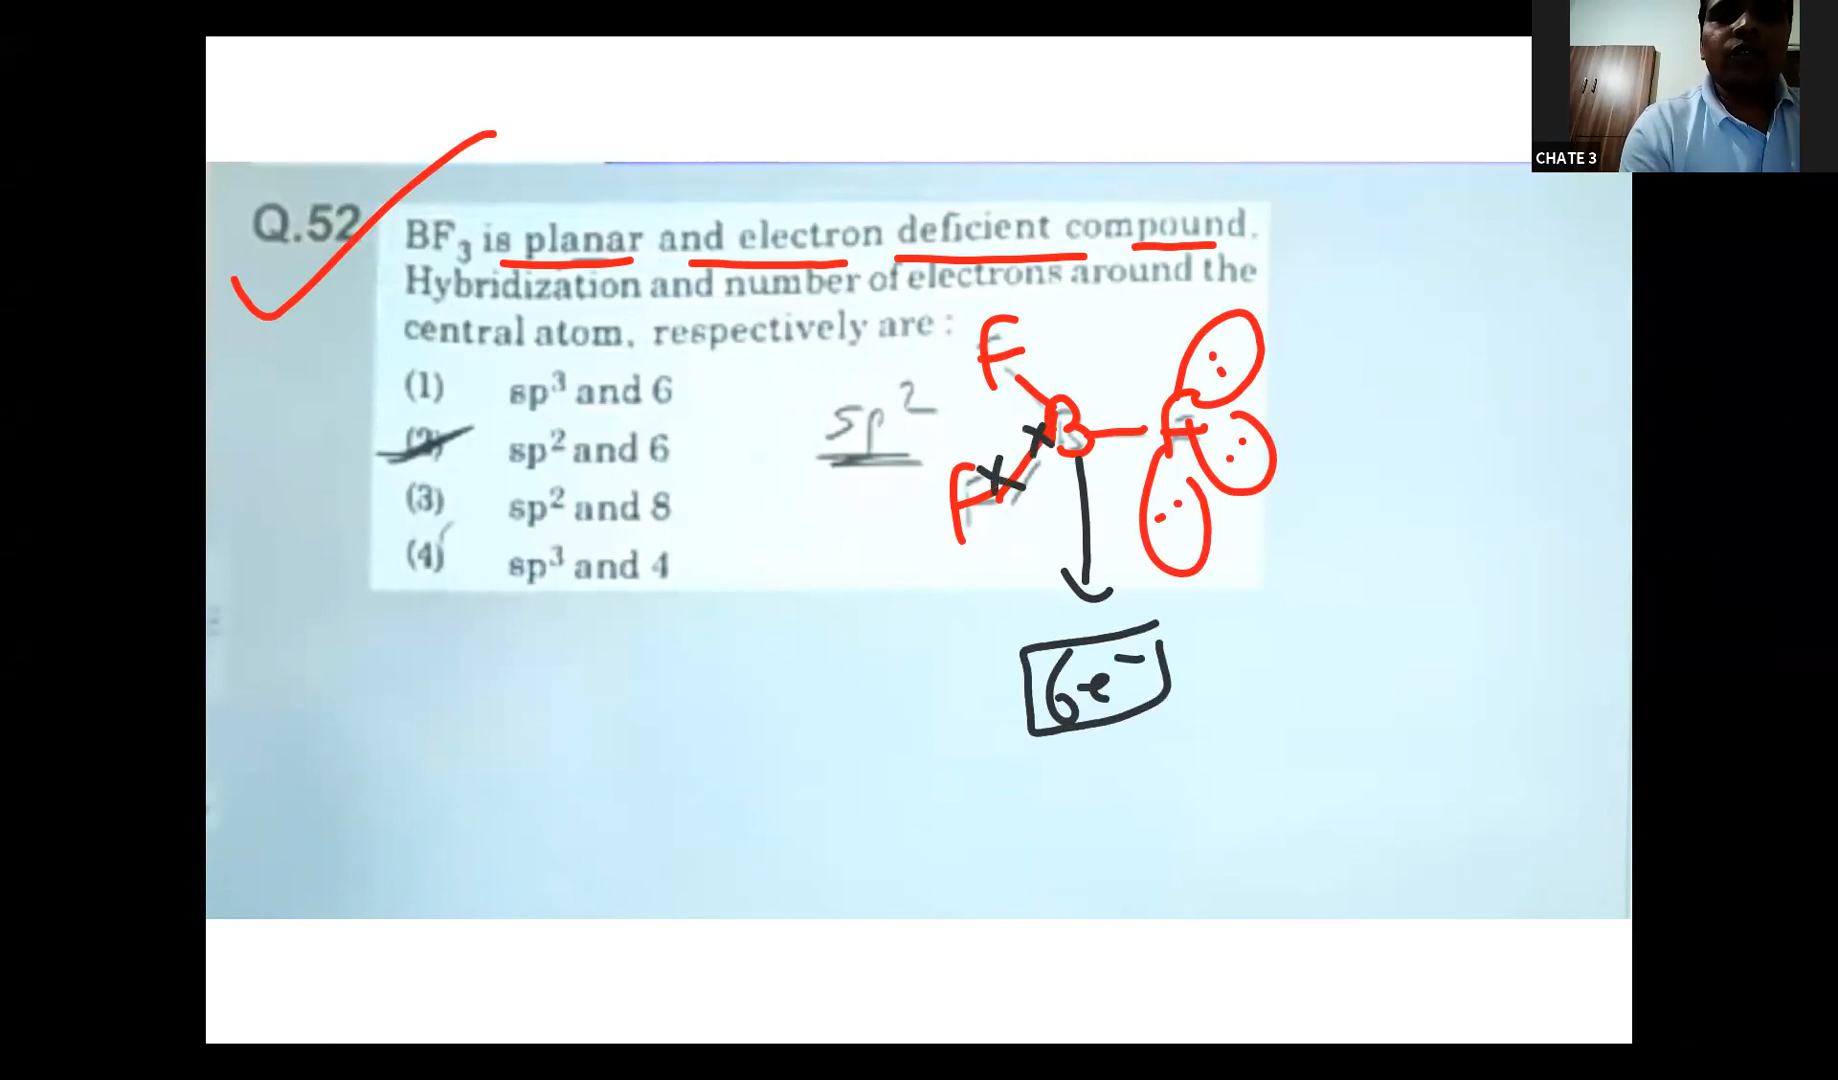 CHATE 3
Q.52
BF₃ is planar and electron deficient compound.
Hybridization and number of electrons around the
central atom, respectively are :
(1) sp³ and 6
(2) sp² and 6
(3) sp² and 8
(4) sp³ and 4
sp²
F
B
F
F
6e⁻